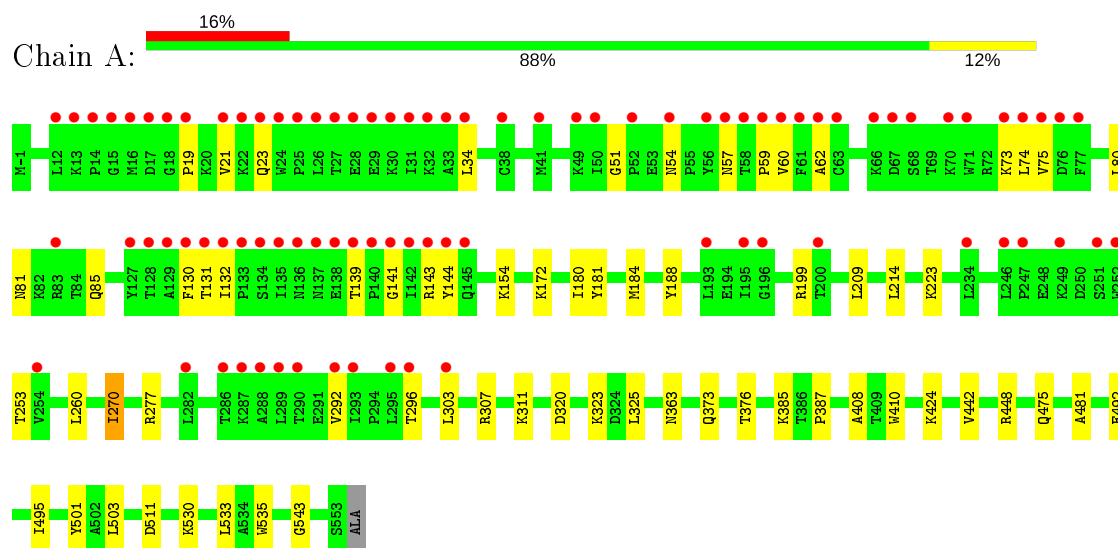 16%
Chain A:
88% 12%
M-1 L12 K13 P14 G15 M16 D17 G18 P19 K20 V21 K22 Q23 W24 P25 L26 T27 E28 E29 K30 I31 K32 A33 L34 C38 M41 K49 I50 G51 P52 E53 N54 P55 Y56 N57 T58 P59 V60 F61 A62 C63 K66 D67 S68 T69 K70 W71 R72 K73 L74 V75 D76 F77
N81 K82 R83 T84 Q85 Y127 T128 A129 F130 T131 I132 P133 S134 I135 N136 N137 E138 T139 P140 G141 I142 R143 Y144 Q145 K154 K172 I180 Y181 M184 Y188 L193 E194 I195 G196 R199 T200 L209 L214 K223 L234 L246 P247 E248 K249 D250 S251 W252
T253 V254 L260 I270 R277 L282 T286 K287 A288 L289 T290 E291 V292 I293 P294 L295 T296 L303 R307 K311 D320 K323 D324 L325 N363 Q373 T376 K385 T386 P387 A408 T409 W410 K424 V442 R448 Q475 A481
I495 Y501 A502 L503 D511 K530 L533 A534 W535 G543 S553 ALA